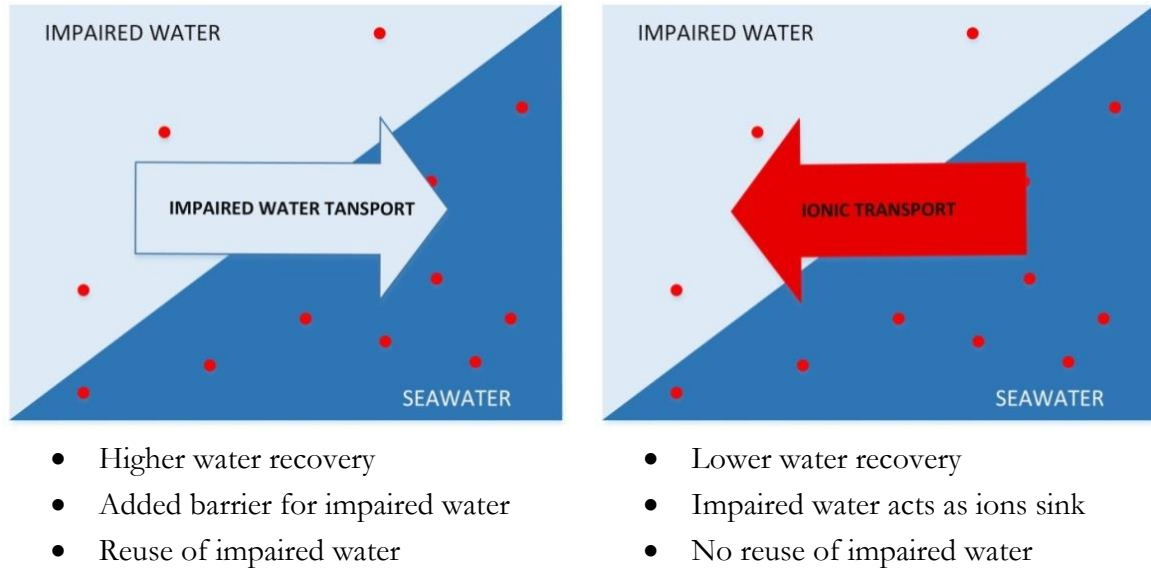 IMPAIRED WATER
IMPAIRED WATER TANSPORT
SEAWATER
• Higher water recovery
• Added barrier for impaired water
• Reuse of impaired water
IMPAIRED WATER
IONIC TRANSPORT
SEAWATER
• Lower water recovery
• Impaired water acts as ions sink
• No reuse of impaired water